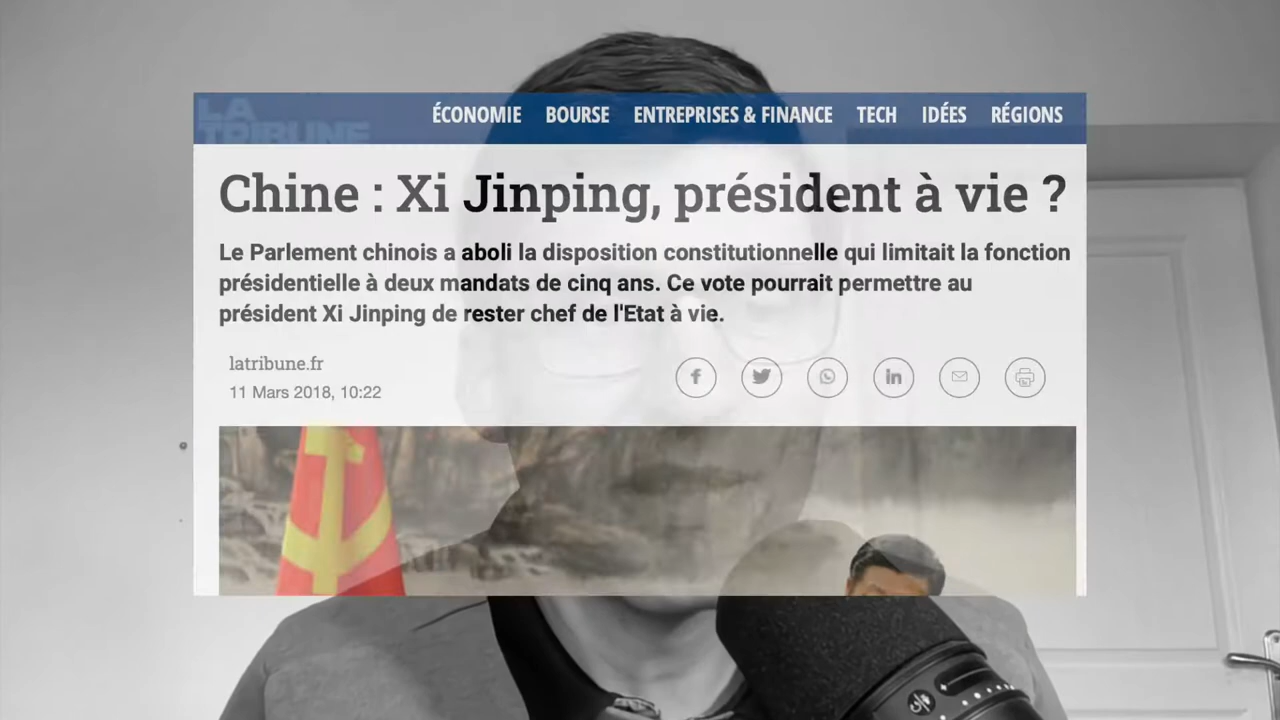 LA
TRIBUNE
ÉCONOMIE BOURSE ENTREPRISES & FINANCE TECH IDÉES RÉGIONS
Chine : Xi Jinping, président à vie ?
Le Parlement chinois a aboli la disposition constitutionnelle qui limitait la fonction
présidentielle à deux mandats de cinq ans. Ce vote pourrait permettre au
président Xi Jinping de rester chef de l'Etat à vie.
latribune.fr
11 Mars 2018, 10:22